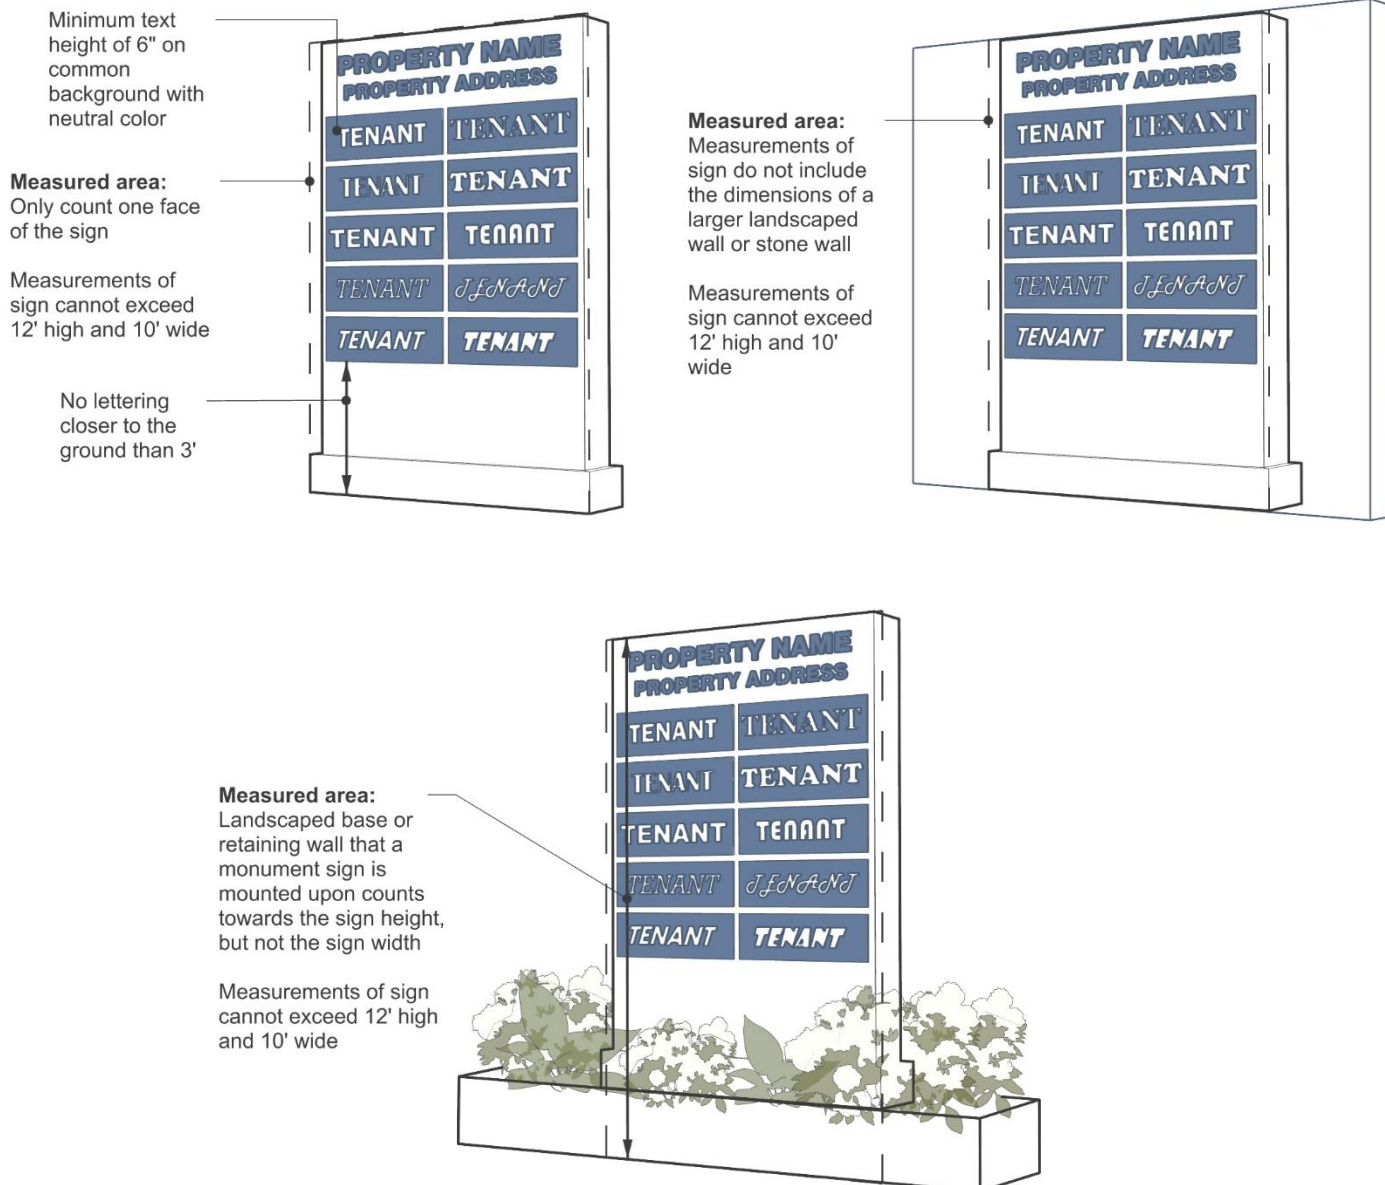 Minimum text
height of 6" on
common
background with
neutral color
Measured area:
Only count one face
of the sign
Measurements of
sign cannot exceed
12' high and 10' wide
No lettering
closer to the
ground than 3'
PROPERTY NAME
PROPERTY ADDRESS
TENANT TENANT
TENANT TENANT
TENANT TENANT
TENANT TENANT
TENANT TENANT
Measured area:
Measurements of
sign do not include
the dimensions of a
larger landscaped
wall or stone wall
Measurements of
sign cannot exceed
12' high and 10'
wide
PROPERTY NAME
PROPERTY ADDRESS
TENANT TENANT
TENANT TENANT
TENANT TENANT
TENANT TENANT
TENANT TENANT
Measured area:
Landscaped base or
retaining wall that a
monument sign is
mounted upon counts
towards the sign height,
but not the sign width
Measurements of sign
cannot exceed 12' high
and 10' wide
PROPERTY NAME
PROPERTY ADDRESS
TENANT TENANT
TENANT TENANT
TENANT TENANT
TENANT TENANT
TENANT TENANT